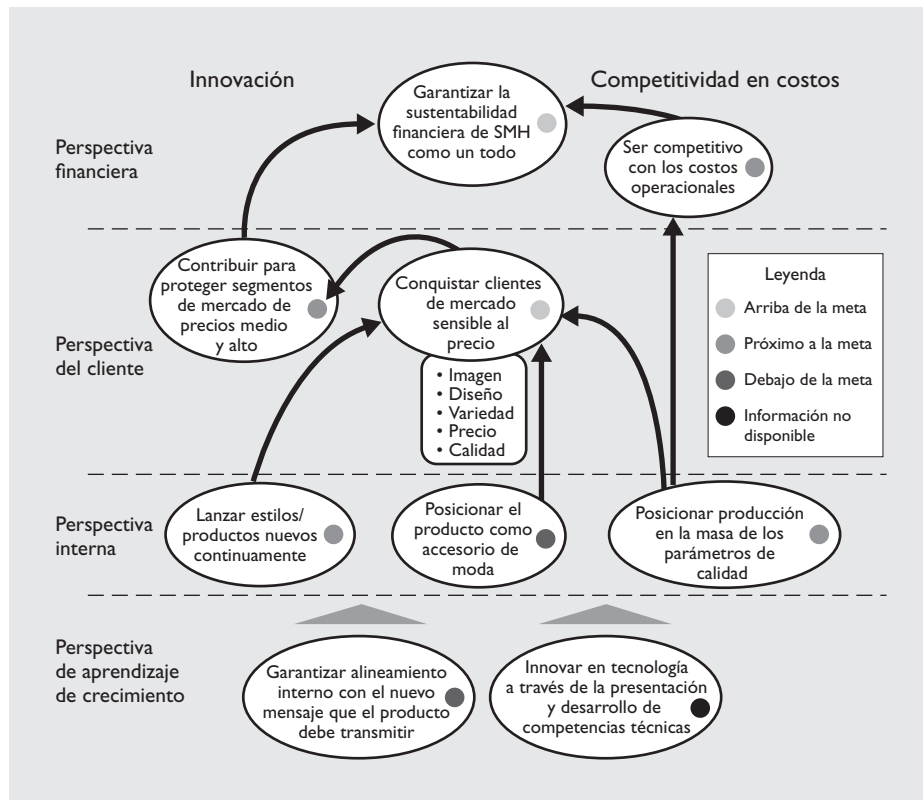 Innovación
Competitividad en costos
Garantizar la
sustentabilidad
financiera de SMH
como un todo
Ser competitivo
con los costos
operacionales
Perspectiva
financiera
Contribuir para
proteger segmentos
de mercado de
precios medio
y alto
Conquistar clientes
de mercado
sensible al
precio
Leyenda
Arriba de la meta
Próximo a la meta
Debajo de la meta
Información no
disponible
Perspectiva
del cliente
• Imagen
• Diseño
• Variedad
• Precio
• Calidad
Perspectiva
interna
Lanzar estilos/
productos nuevos
continuamente
Posicionar el
producto como
accesorio de
moda
Posicionar producción
en la masa de los
parámetros de
calidad
Perspectiva
de aprendizaje
de crecimiento
Garantizar alineamiento
interno con el nuevo
mensaje que el producto
debe transmitir
Innovar en tecnología
a través de la presentación
y desarrollo de
competencias técnicas